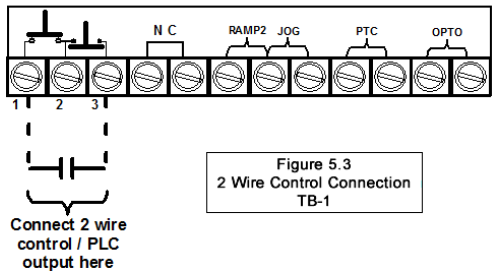 N C RAMP2 JOG PTC OPTO
1 2 3
Figure 5.3
2 Wire Control Connection
TB-1
Connect 2 wire
control / PLC
output here